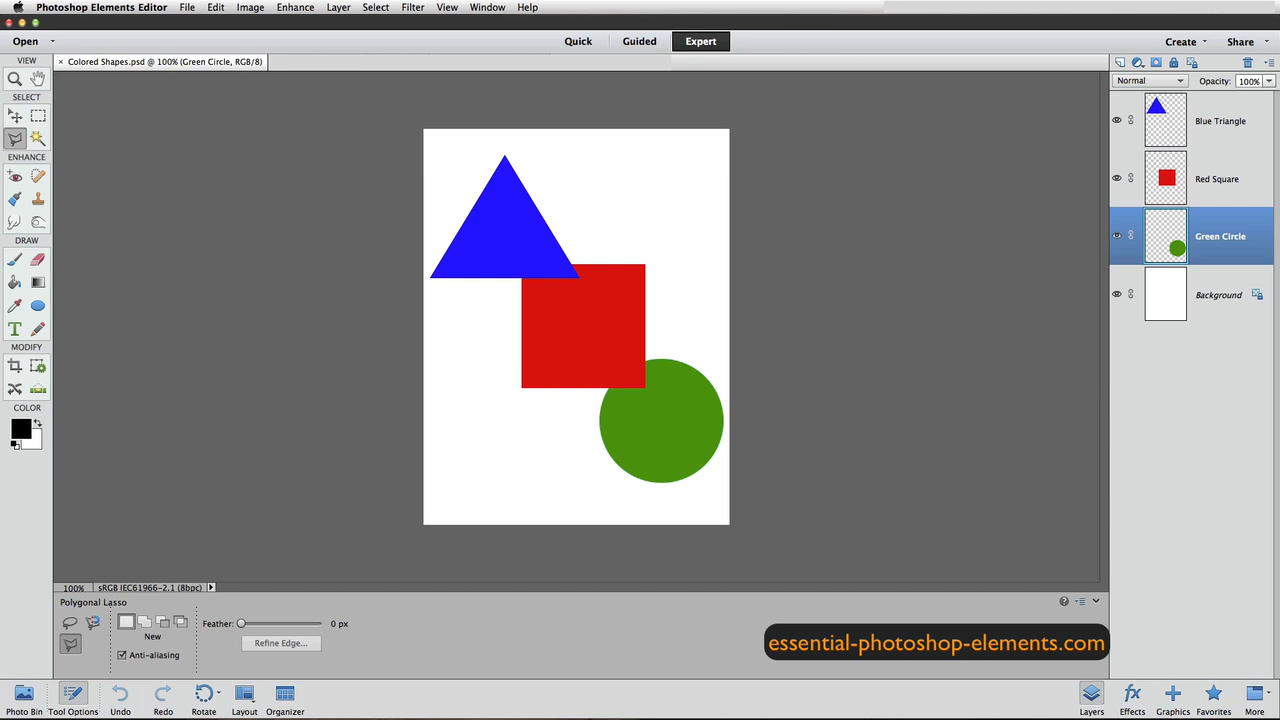 Photoshop Elements Editor File Edit Image Enhance Layer Select Filter View Window Help
Open Quick Guided Expert Create Share
× Colored Shapes.psd @ 100% (Green Circle, RGB/8)
VIEW
SELECT
ENHANCE
DRAW
T
MODIFY
COLOR
Normal Opacity: 100%
Blue Triangle
Red Square
Green Circle
Background
100% sRGB IEC61966-2.1 (8bpc)
Polygonal Lasso
New
Anti-aliasing
Feather: 0 px
Refine Edge...
essential-photoshop-elements.com
Photo Bin Tool Options Undo Redo Rotate Layout Organizer Layers Effects Graphics Favorites More